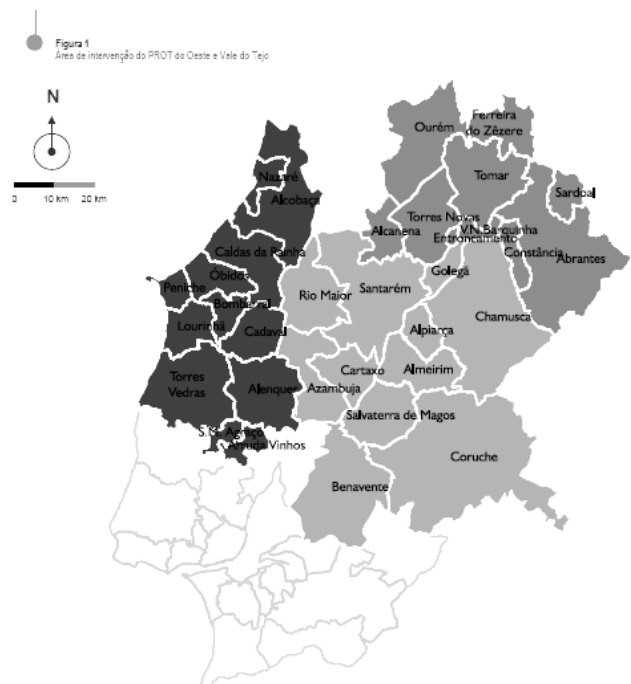 Figura 1
Área de intervenção do PROT do Oeste e Vale do Tejo
N
0 10 km 20 km
Ourém
Ferreira
do Zêzere
Nazaré
Tomar
Alcobaça
Sardoal
Torres Novas
V.N.Barquinha
Alcanena
Entroncamento
Caldas da Rainha
Constância
Abrantes
Óbidos
Golegã
Peniche
Rio Maior
Santarém
Bombarral
Chamusca
Lourinhã
Cadaval
Alpiarça
Cartaxo
Almeirim
Torres
Vedras
Alenquer
Azambuja
Salvaterra de Magos
S.M. Agraço
Arruda Vinhos
Coruche
Benavente